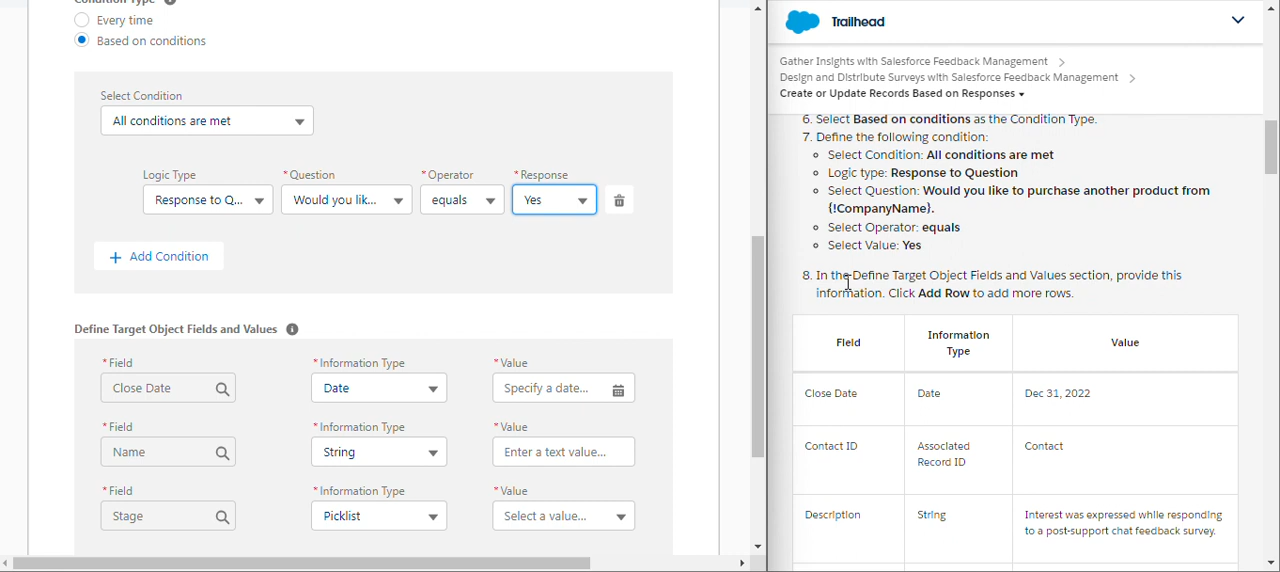 Condition Type
Every time
Based on conditions
Select Condition
All conditions are met
Logic Type
* Question
* Operator
* Response
Response to Q...
Would you lik...
equals
Yes
+ Add Condition
Define Target Object Fields and Values
* Field
* Information Type
* Value
Close Date
Date
Specify a date...
* Field
* Information Type
* Value
Name
String
Enter a text value...
* Field
* Information Type
* Value
Stage
Picklist
Select a value...
Trailhead
Gather Insights with Salesforce Feedback Management >
Design and Distribute Surveys with Salesforce Feedback Management >
Create or Update Records Based on Responses
6. Select Based on conditions as the Condition Type.
7. Define the following condition:
Select Condition: All conditions are met
Logic type: Response to Question
Select Question: Would you like to purchase another product from
{!CompanyName}.
Select Operator: equals
Select Value: Yes
8. In the Define Target Object Fields and Values section, provide this
information. Click Add Row to add more rows.
Field
Information
Type
Value
Close Date
Date
Dec 31, 2022
Contact ID
Associated
Record ID
Contact
Description
String
Interest was expressed while responding
to a post-support chat feedback survey.